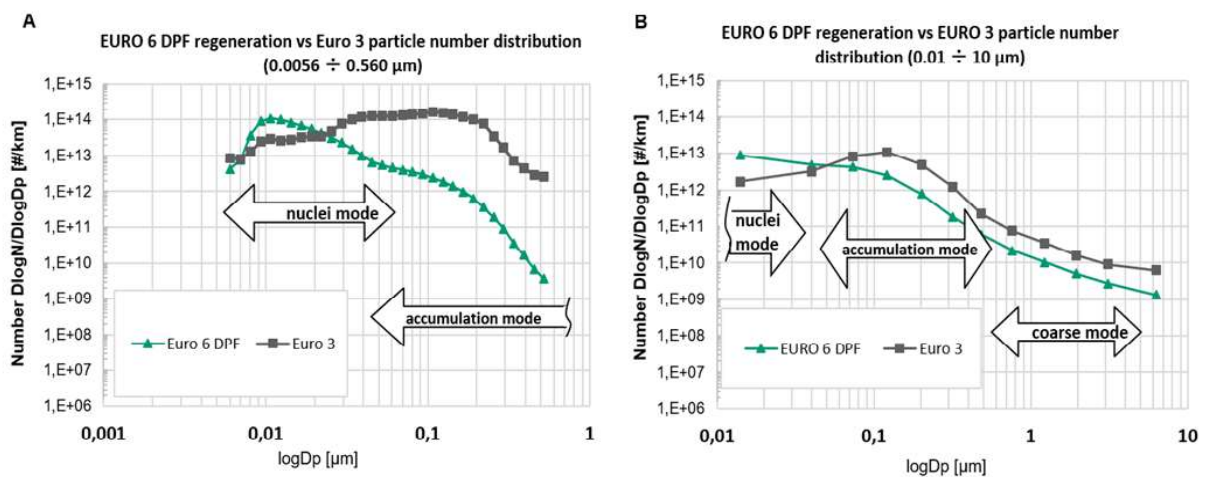 A
EURO 6 DPF regeneration vs Euro 3 particle number distribution
(0.0056 ÷ 0.560 µm)
Number DlogN/DlogDp [#/km]
1,E+15
1,E+14
1,E+13
1,E+12
1,E+11
1,E+10
1,E+09
1,E+08
1,E+07
1,E+06
nuclei mode
accumulation mode
Euro 6 DPF
Euro 3
0,001
0,01
0,1
1
logDp [µm]
B
EURO 6 DPF regeneration vs EURO 3 particle number
distribution (0.01 ÷ 10 µm)
Number DlogN/DlogDp [#/km]
1,E+15
1,E+14
1,E+13
1,E+12
1,E+11
1,E+10
1,E+09
1,E+08
1,E+07
1,E+06
nuclei
mode
accumulation mode
coarse mode
EURO 6 DPF
Euro 3
0,01
0,1
1
10
logDp [µm]